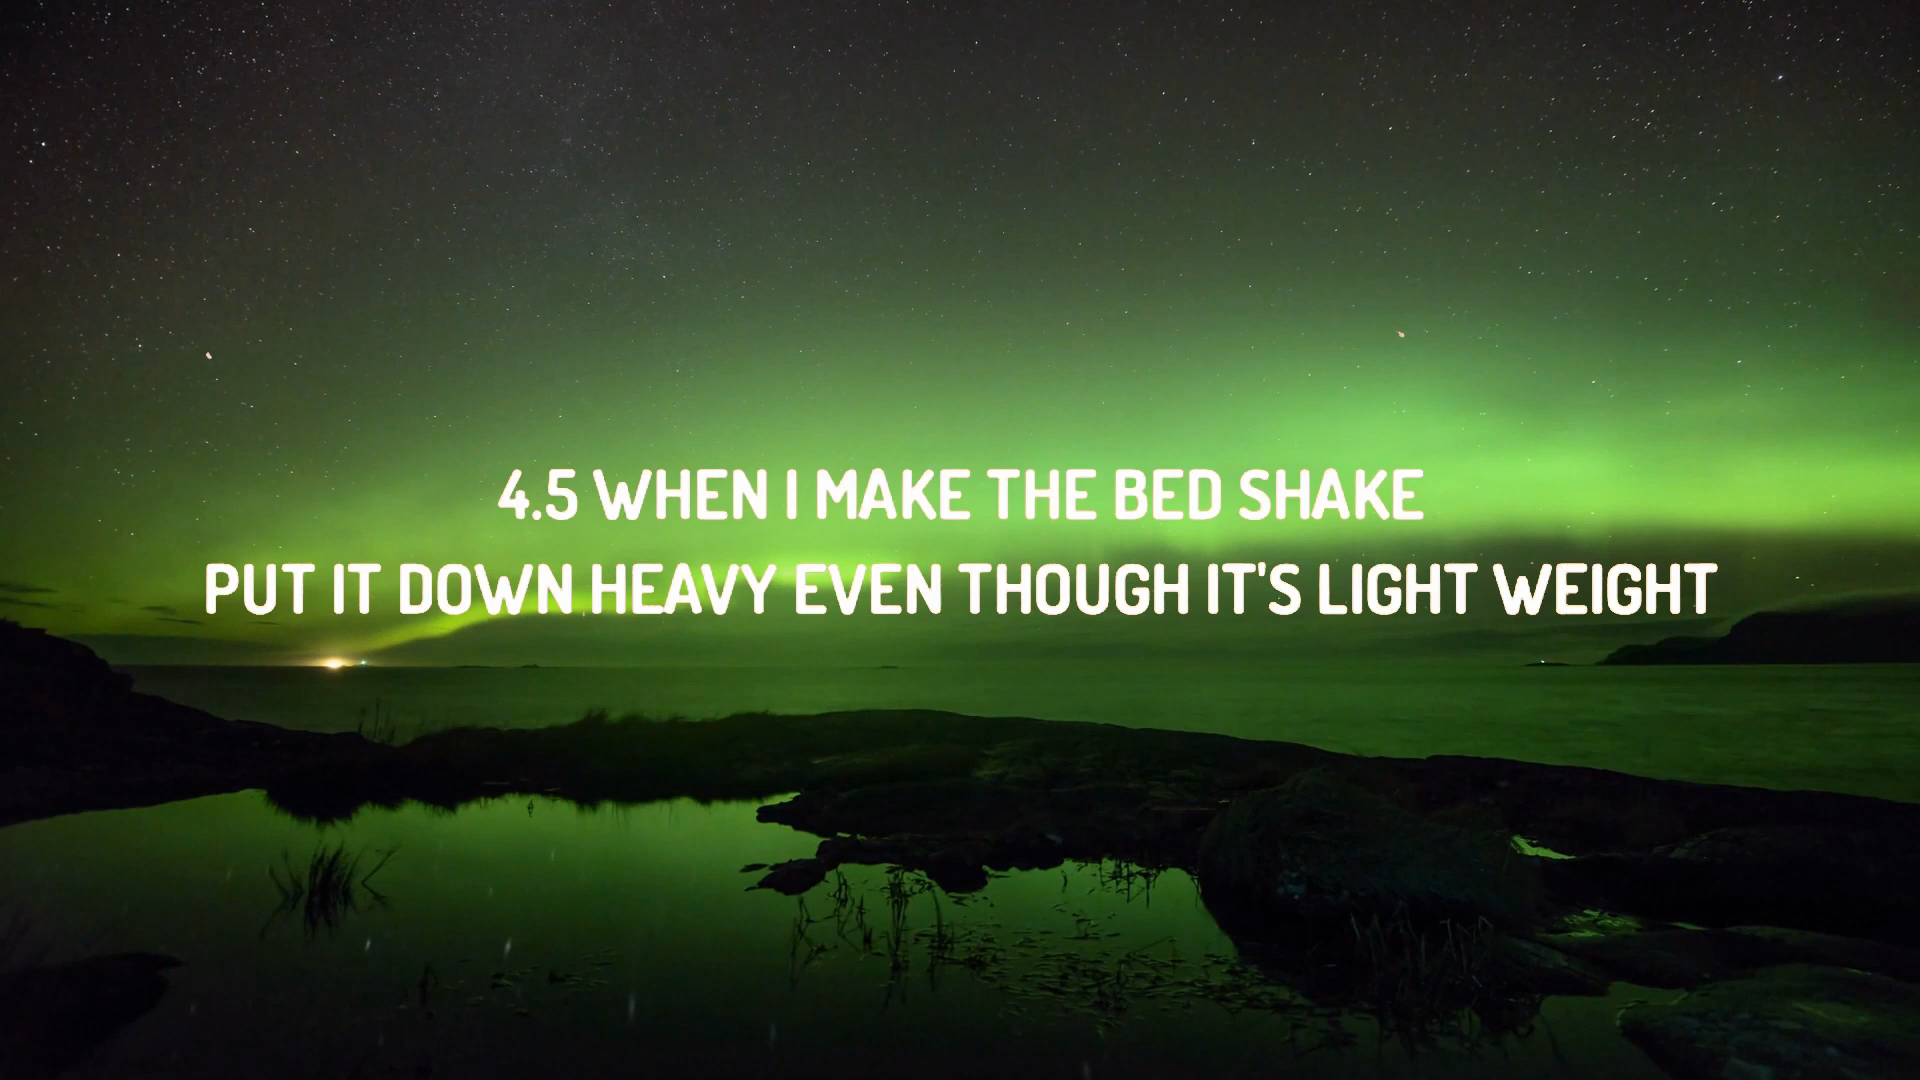 4.5 WHEN I MAKE THE BED SHAKE
PUT IT DOWN HEAVY EVEN THOUGH IT'S LIGHT WEIGHT